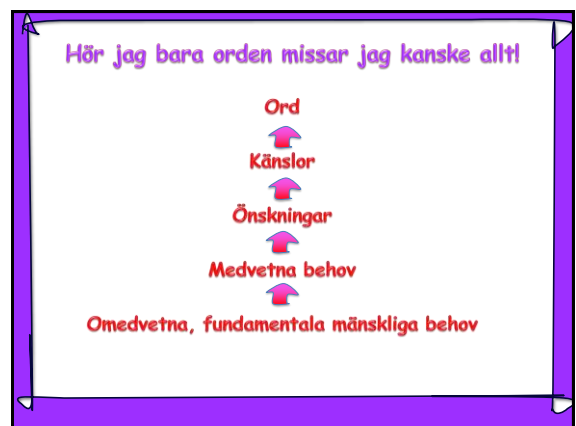 Hör jag bara orden missar jag kanske allt!
Ord
Känslor
Önskningar
Medvetna behov
Omedvetna, fundamentala mänskliga behov